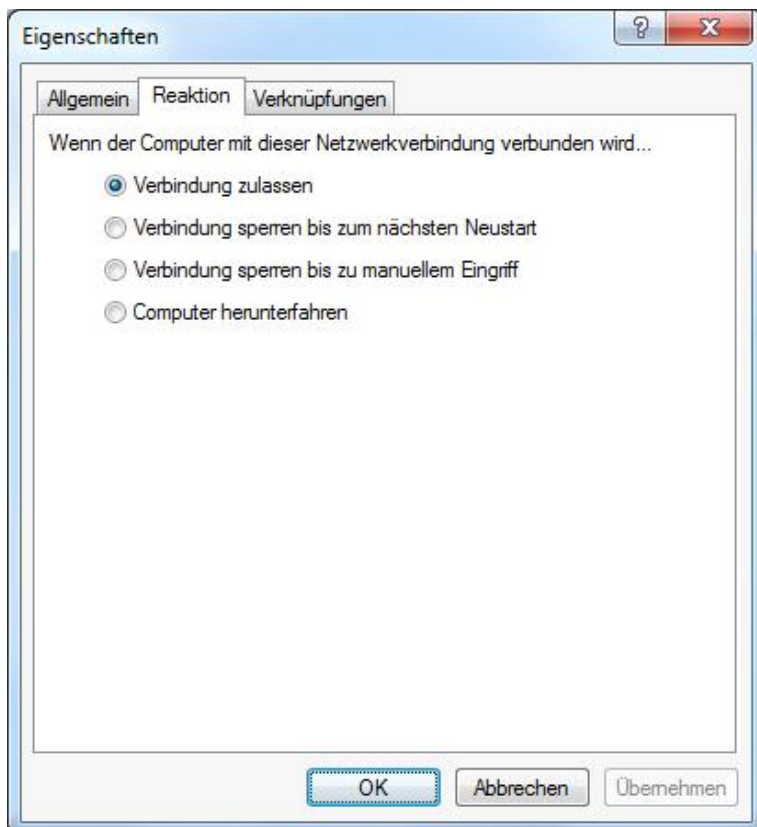 Eigenschaften
Allgemein Reaktion Verknüpfungen
Wenn der Computer mit dieser Netzwerkverbindung verbunden wird...
Verbindung zulassen
Verbindung sperren bis zum nächsten Neustart
Verbindung sperren bis zu manuellem Eingriff
Computer herunterfahren
OK Abbrechen Übernehmen